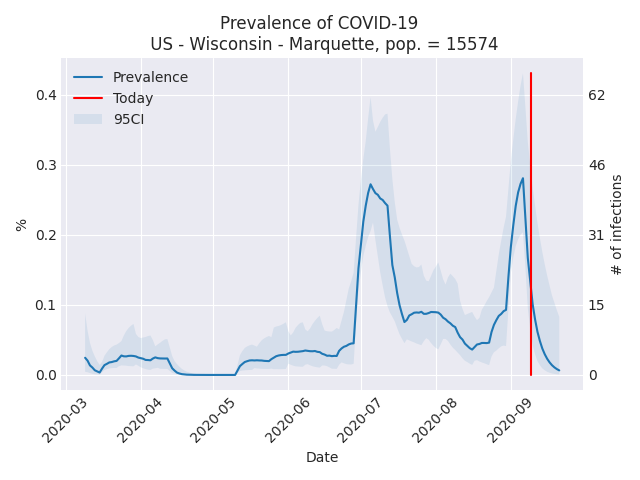 Prevalence of COVID-19
US - Wisconsin - Marquette, pop. = 15574
Prevalence
Today
95CI
0.4
0.3
0.2
0.1
0.0
%
62
46
31
15
0
# of infections
2020-03
2020-04
2020-05
2020-06
2020-07
2020-08
2020-09
Date